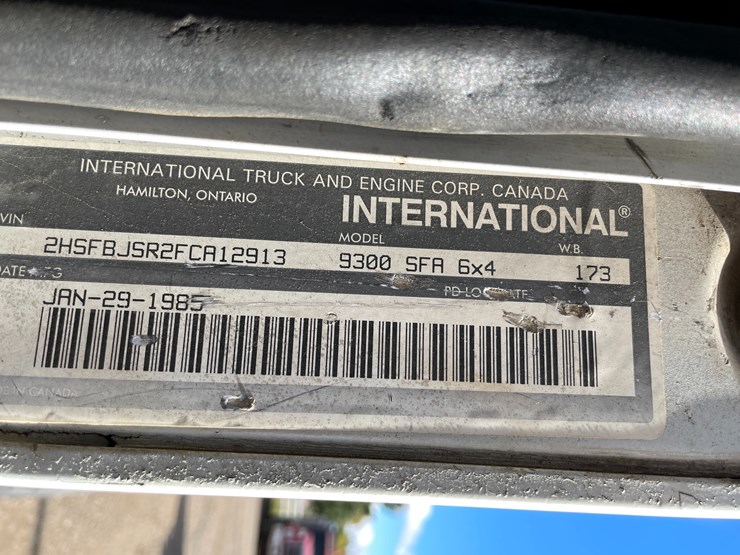 INTERNATIONAL TRUCK AND ENGINE CORP. CANADA
HAMILTON, ONTARIO
INTERNATIONAL®
VIN MODEL W.B.
2HSFBJSR2FCA12913 9300 SFA 6x4 173
JAN-29-1985
CANADA